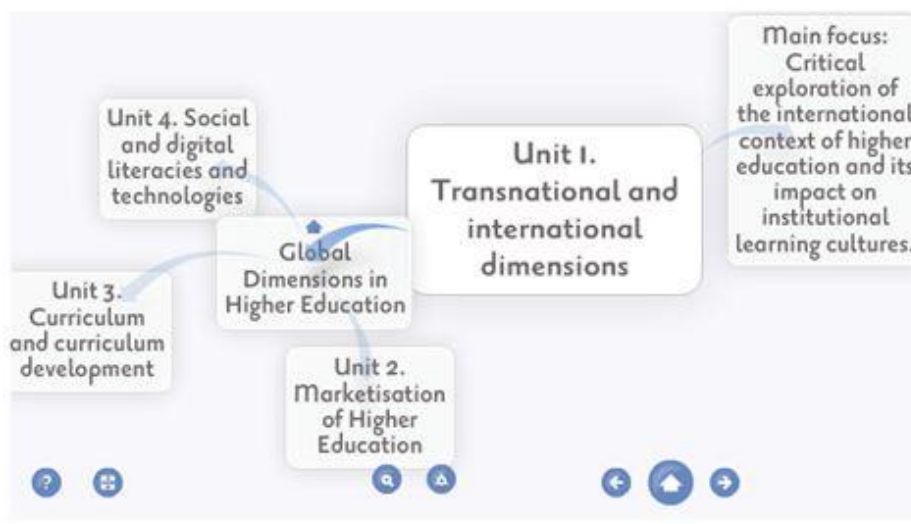 Main focus:
Critical
exploration of
the international
context of higher
education and its
impact on
institutional
learning cultures.
Unit 4. Social
and digital
literacies and
technologies
Unit 1.
Transnational and
international
dimensions
Global
Dimensions in
Higher Education
Unit 3.
Curriculum
and curriculum
development
Unit 2.
Marketisation
of Higher
Education
?